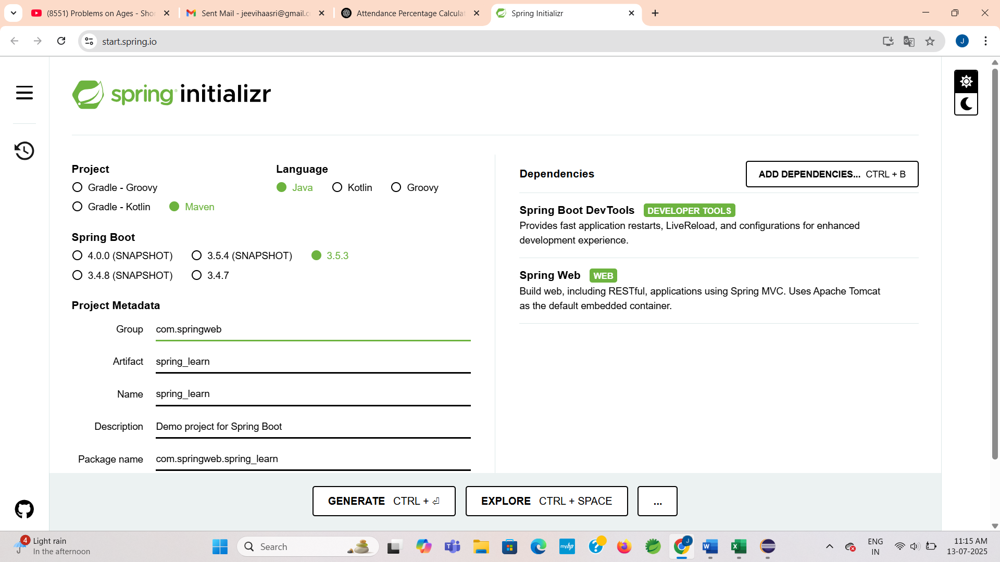 (8551) Problems on Ages - Shor
Sent Mail - jeevihaasri@gmail.c
Attendance Percentage Calculat
Spring Initializr
start.spring.io
J
spring initializr
Project
Gradle - Groovy
Gradle - Kotlin
Maven
Language
Java
Kotlin
Groovy
Spring Boot
4.0.0 (SNAPSHOT)
3.5.4 (SNAPSHOT)
3.5.3
3.4.8 (SNAPSHOT)
3.4.7
Project Metadata
Group
com.springweb
Artifact
spring_learn
Name
spring_learn
Description
Demo project for Spring Boot
Package name
com.springweb.spring_learn
Dependencies
ADD DEPENDENCIES... CTRL + B
Spring Boot DevTools DEVELOPER TOOLS
Provides fast application restarts, LiveReload, and configurations for enhanced
development experience.
Spring Web WEB
Build web, including RESTful, applications using Spring MVC. Uses Apache Tomcat
as the default embedded container.
GENERATE CTRL + ⏎
EXPLORE CTRL + SPACE
...
4
Light rain
In the afternoon
Search
myhp
J
ENG
IN
11:15 AM
13-07-2025